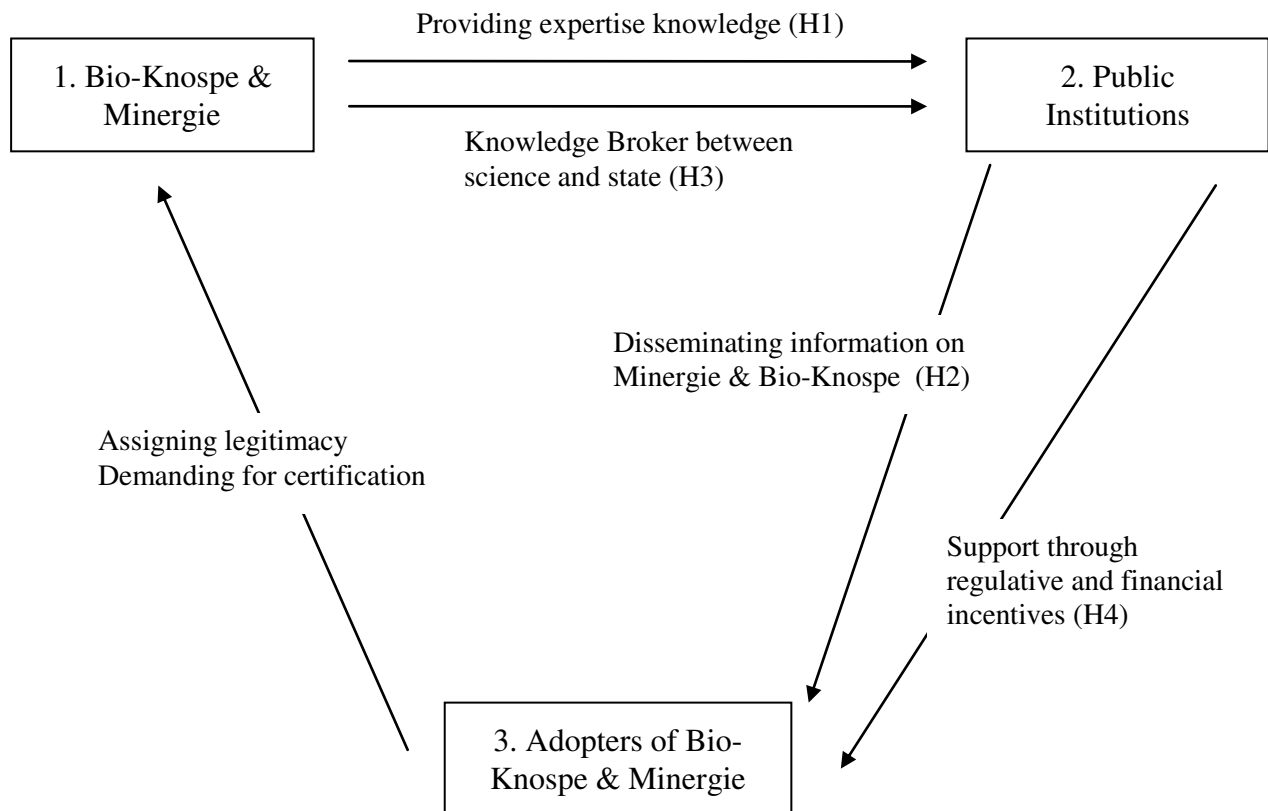 Providing expertise knowledge (H1)
1. Bio-Knospe &
Minergie
2. Public
Institutions
Knowledge Broker between
science and state (H3)
Disseminating information on
Minergie & Bio-Knospe (H2)
Assigning legitimacy
Demanding for certification
Support through
regulative and financial
incentives (H4)
3. Adopters of Bio-
Knospe & Minergie